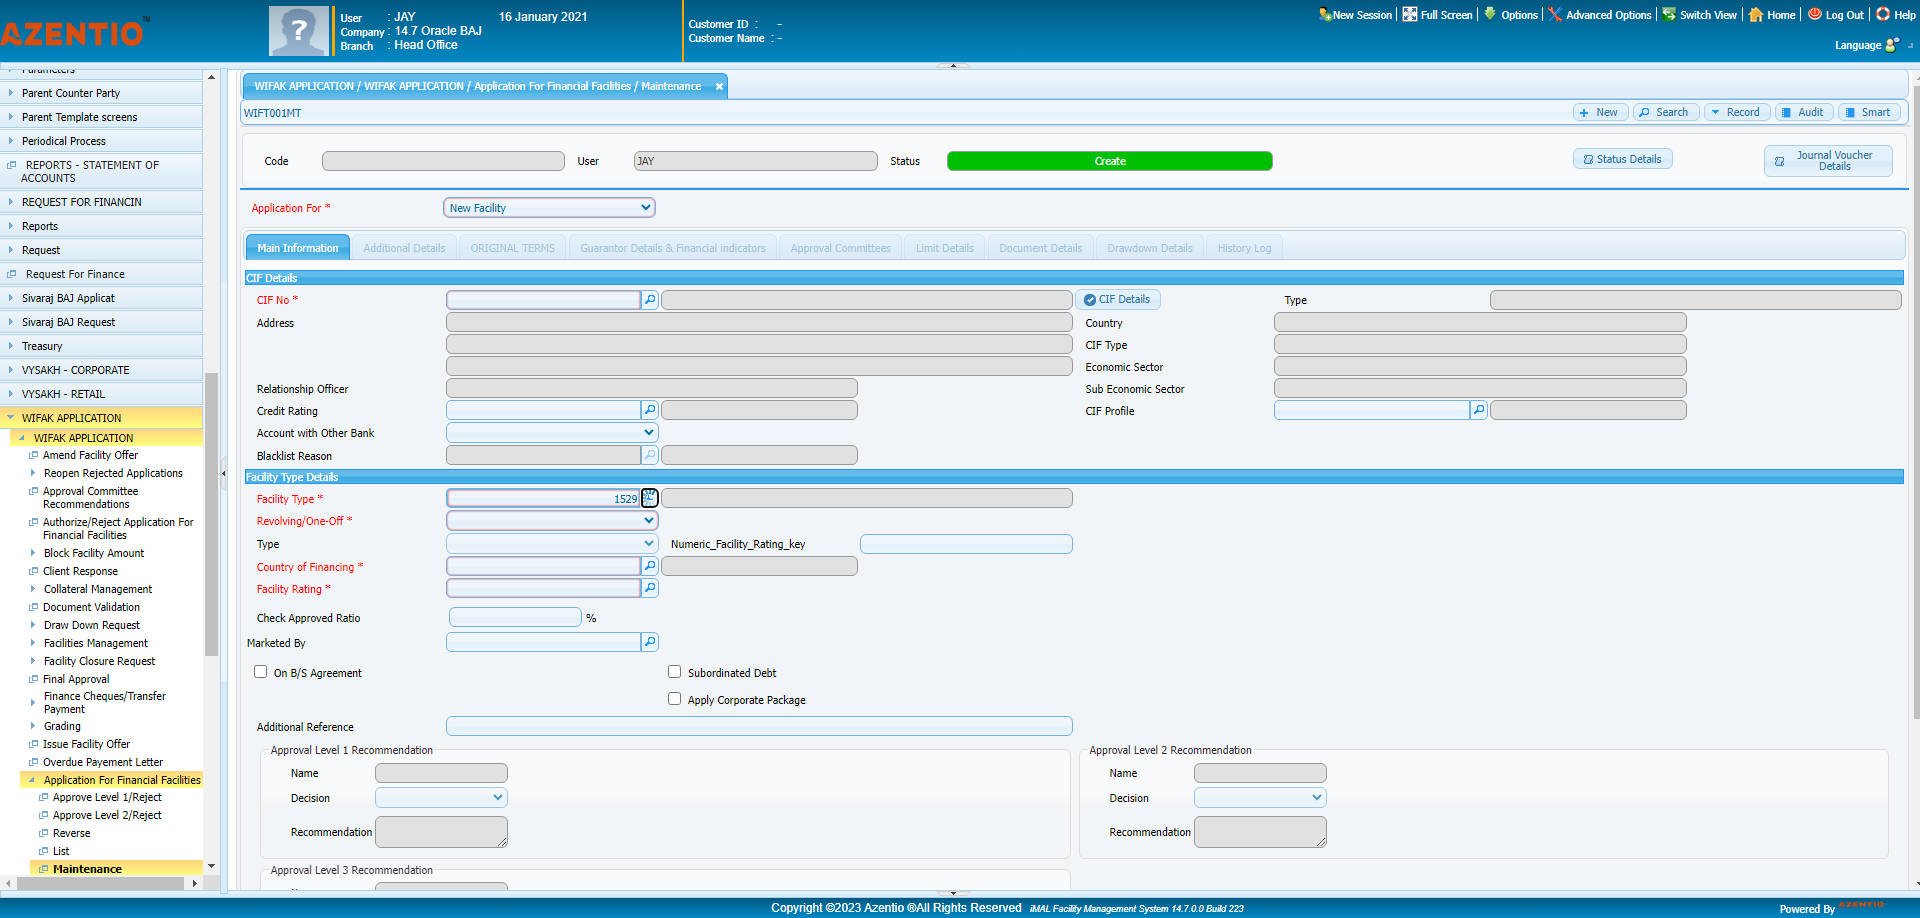 AZENTIO™
User : JAY 16 January 2021
Company : 14.7 Oracle BAJ
Branch : Head Office
Customer ID : -
Customer Name : -
New Session Full Screen Options Advanced Options Switch View Home Log Out Help
Language
Parameters
Parent Counter Party
Parent Template screens
Periodical Process
REPORTS - STATEMENT OF
ACCOUNTS
REQUEST FOR FINANCIN
Reports
Request
Request For Finance
Sivaraj BAJ Applicat
Sivaraj BAJ Request
Treasury
VYSAKH - CORPORATE
VYSAKH - RETAIL
WIFAK APPLICATION
WIFAK APPLICATION
Amend Facility Offer
Reopen Rejected Applications
Approval Committee
Recommendations
Authorize/Reject Application For
Financial Facilities
Block Facility Amount
Client Response
Collateral Management
Document Validation
Draw Down Request
Facilities Management
Facility Closure Request
Final Approval
Finance Cheques/Transfer
Payment
Grading
Issue Facility Offer
Overdue Payement Letter
Application For Financial Facilities
Approve Level 1/Reject
Approve Level 2/Reject
Reverse
List
Maintenance
WIFAK APPLICATION / WIFAK APPLICATION / Application For Financial Facilities / Maintenance
WIFT001MT
New Search Record Audit Smart
Code User JAY Status Create
Status Details
Journal Voucher
Details
Application For * New Facility
Main Information Additional Details ORIGINAL TERMS Guarantor Details & Financial indicators Approval Committees Limit Details Document Details Drawdown Details History Log
CIF Details
CIF No * CIF Details Type
Address Country
CIF Type
Economic Sector
Relationship Officer Sub Economic Sector
Credit Rating CIF Profile
Account with Other Bank
Blacklist Reason
Facility Type Details
Facility Type * 1529
Revolving/One-Off *
Type Numeric_Facility_Rating_key
Country of Financing *
Facility Rating *
Check Approved Ratio %
Marketed By
On B/S Agreement Subordinated Debt
Apply Corporate Package
Additional Reference
Approval Level 1 Recommendation Approval Level 2 Recommendation
Name Name
Decision Decision
Recommendation Recommendation
Approval Level 3 Recommendation
Copyright ©2023 Azentio ®All Rights Reserved iMAL Facility Management System 14.7.0.0 Build 223
Powered By AZENTIO